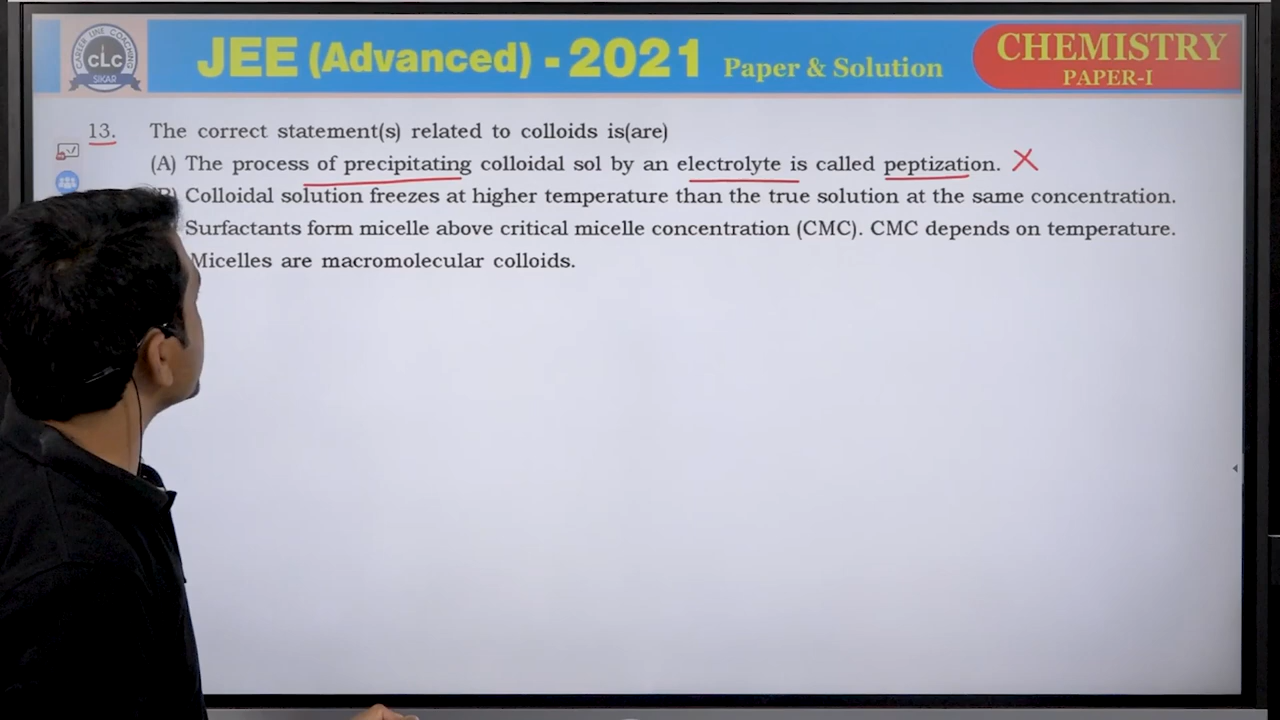 CAREER LINE COACHING
CLC
SIKAR
JEE (Advanced) - 2021 Paper & Solution
CHEMISTRY
PAPER-I
13. The correct statement(s) related to colloids is(are)
(A) The process of precipitating colloidal sol by an electrolyte is called peptization.
Colloidal solution freezes at higher temperature than the true solution at the same concentration.
Surfactants form micelle above critical micelle concentration (CMC). CMC depends on temperature.
Micelles are macromolecular colloids.